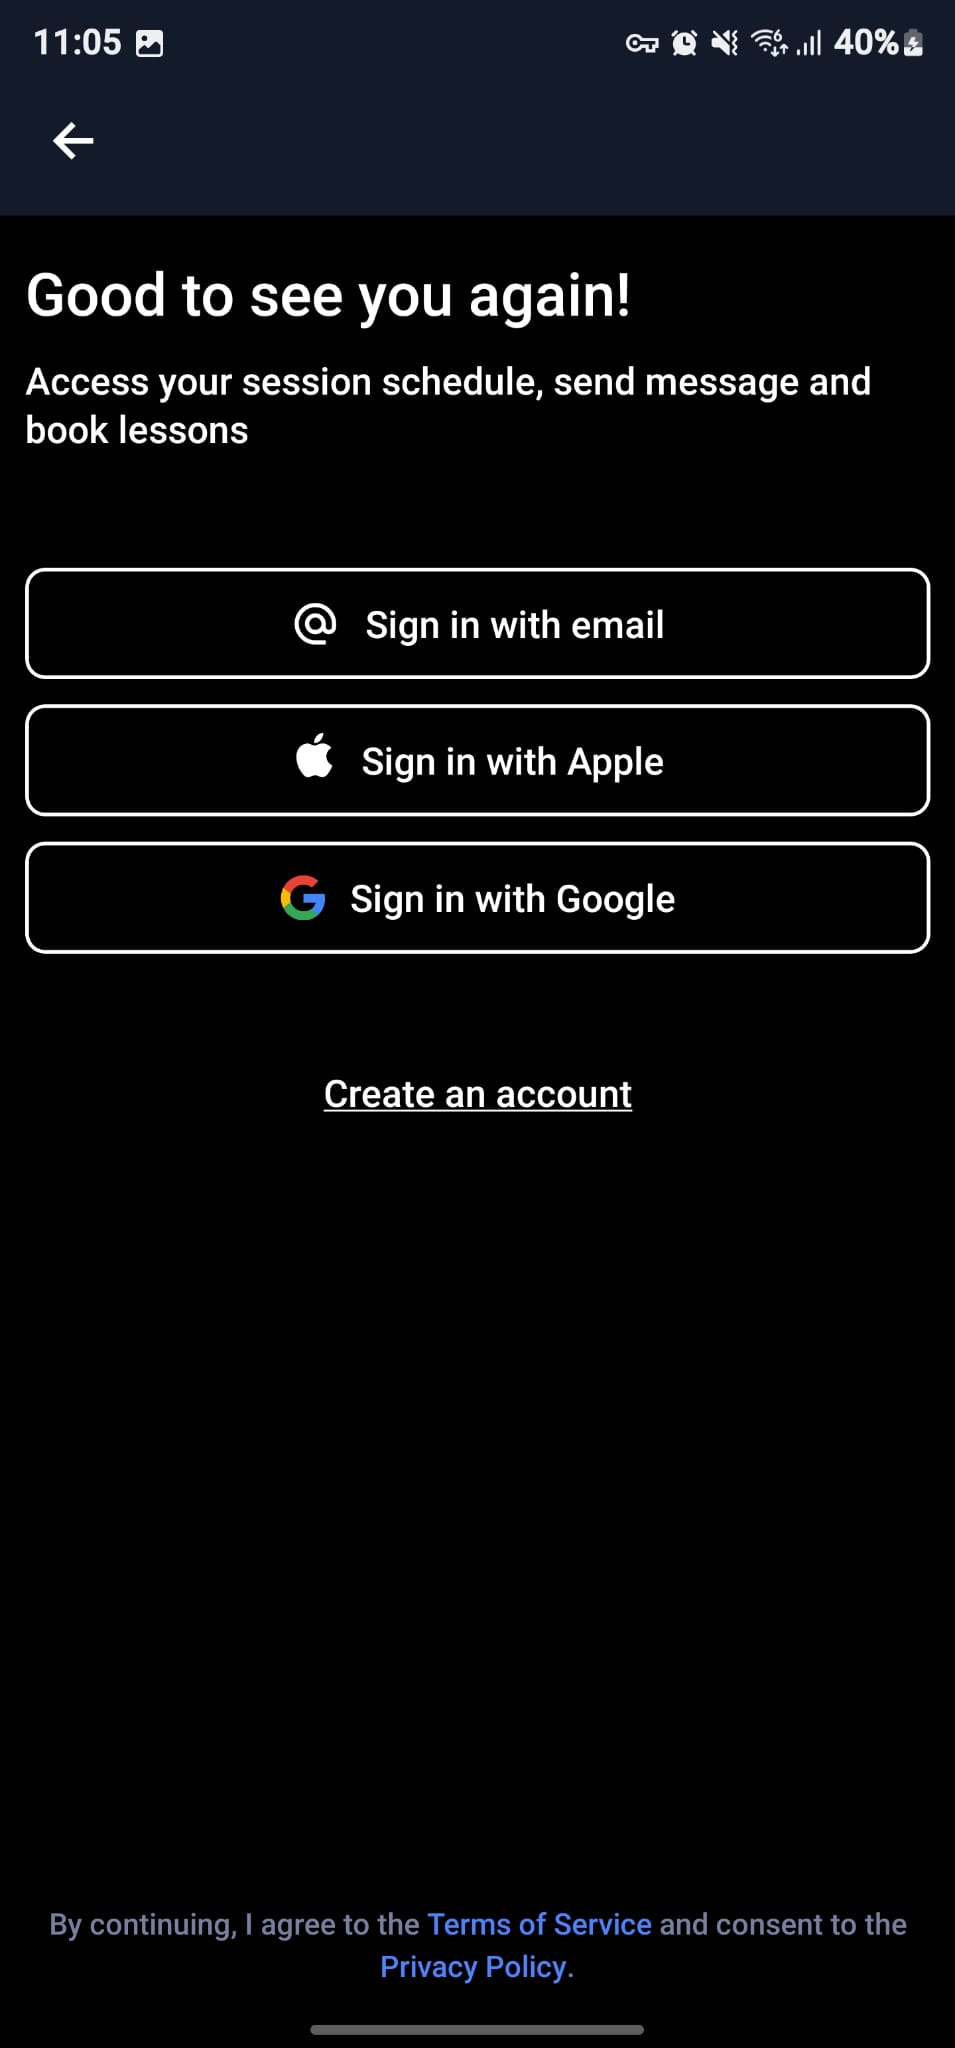 11:05
40%
Good to see you again!
Access your session schedule, send message and
book lessons
Sign in with email
Sign in with Apple
Sign in with Google
Create an account
By continuing, I agree to the Terms of Service and consent to the
Privacy Policy.